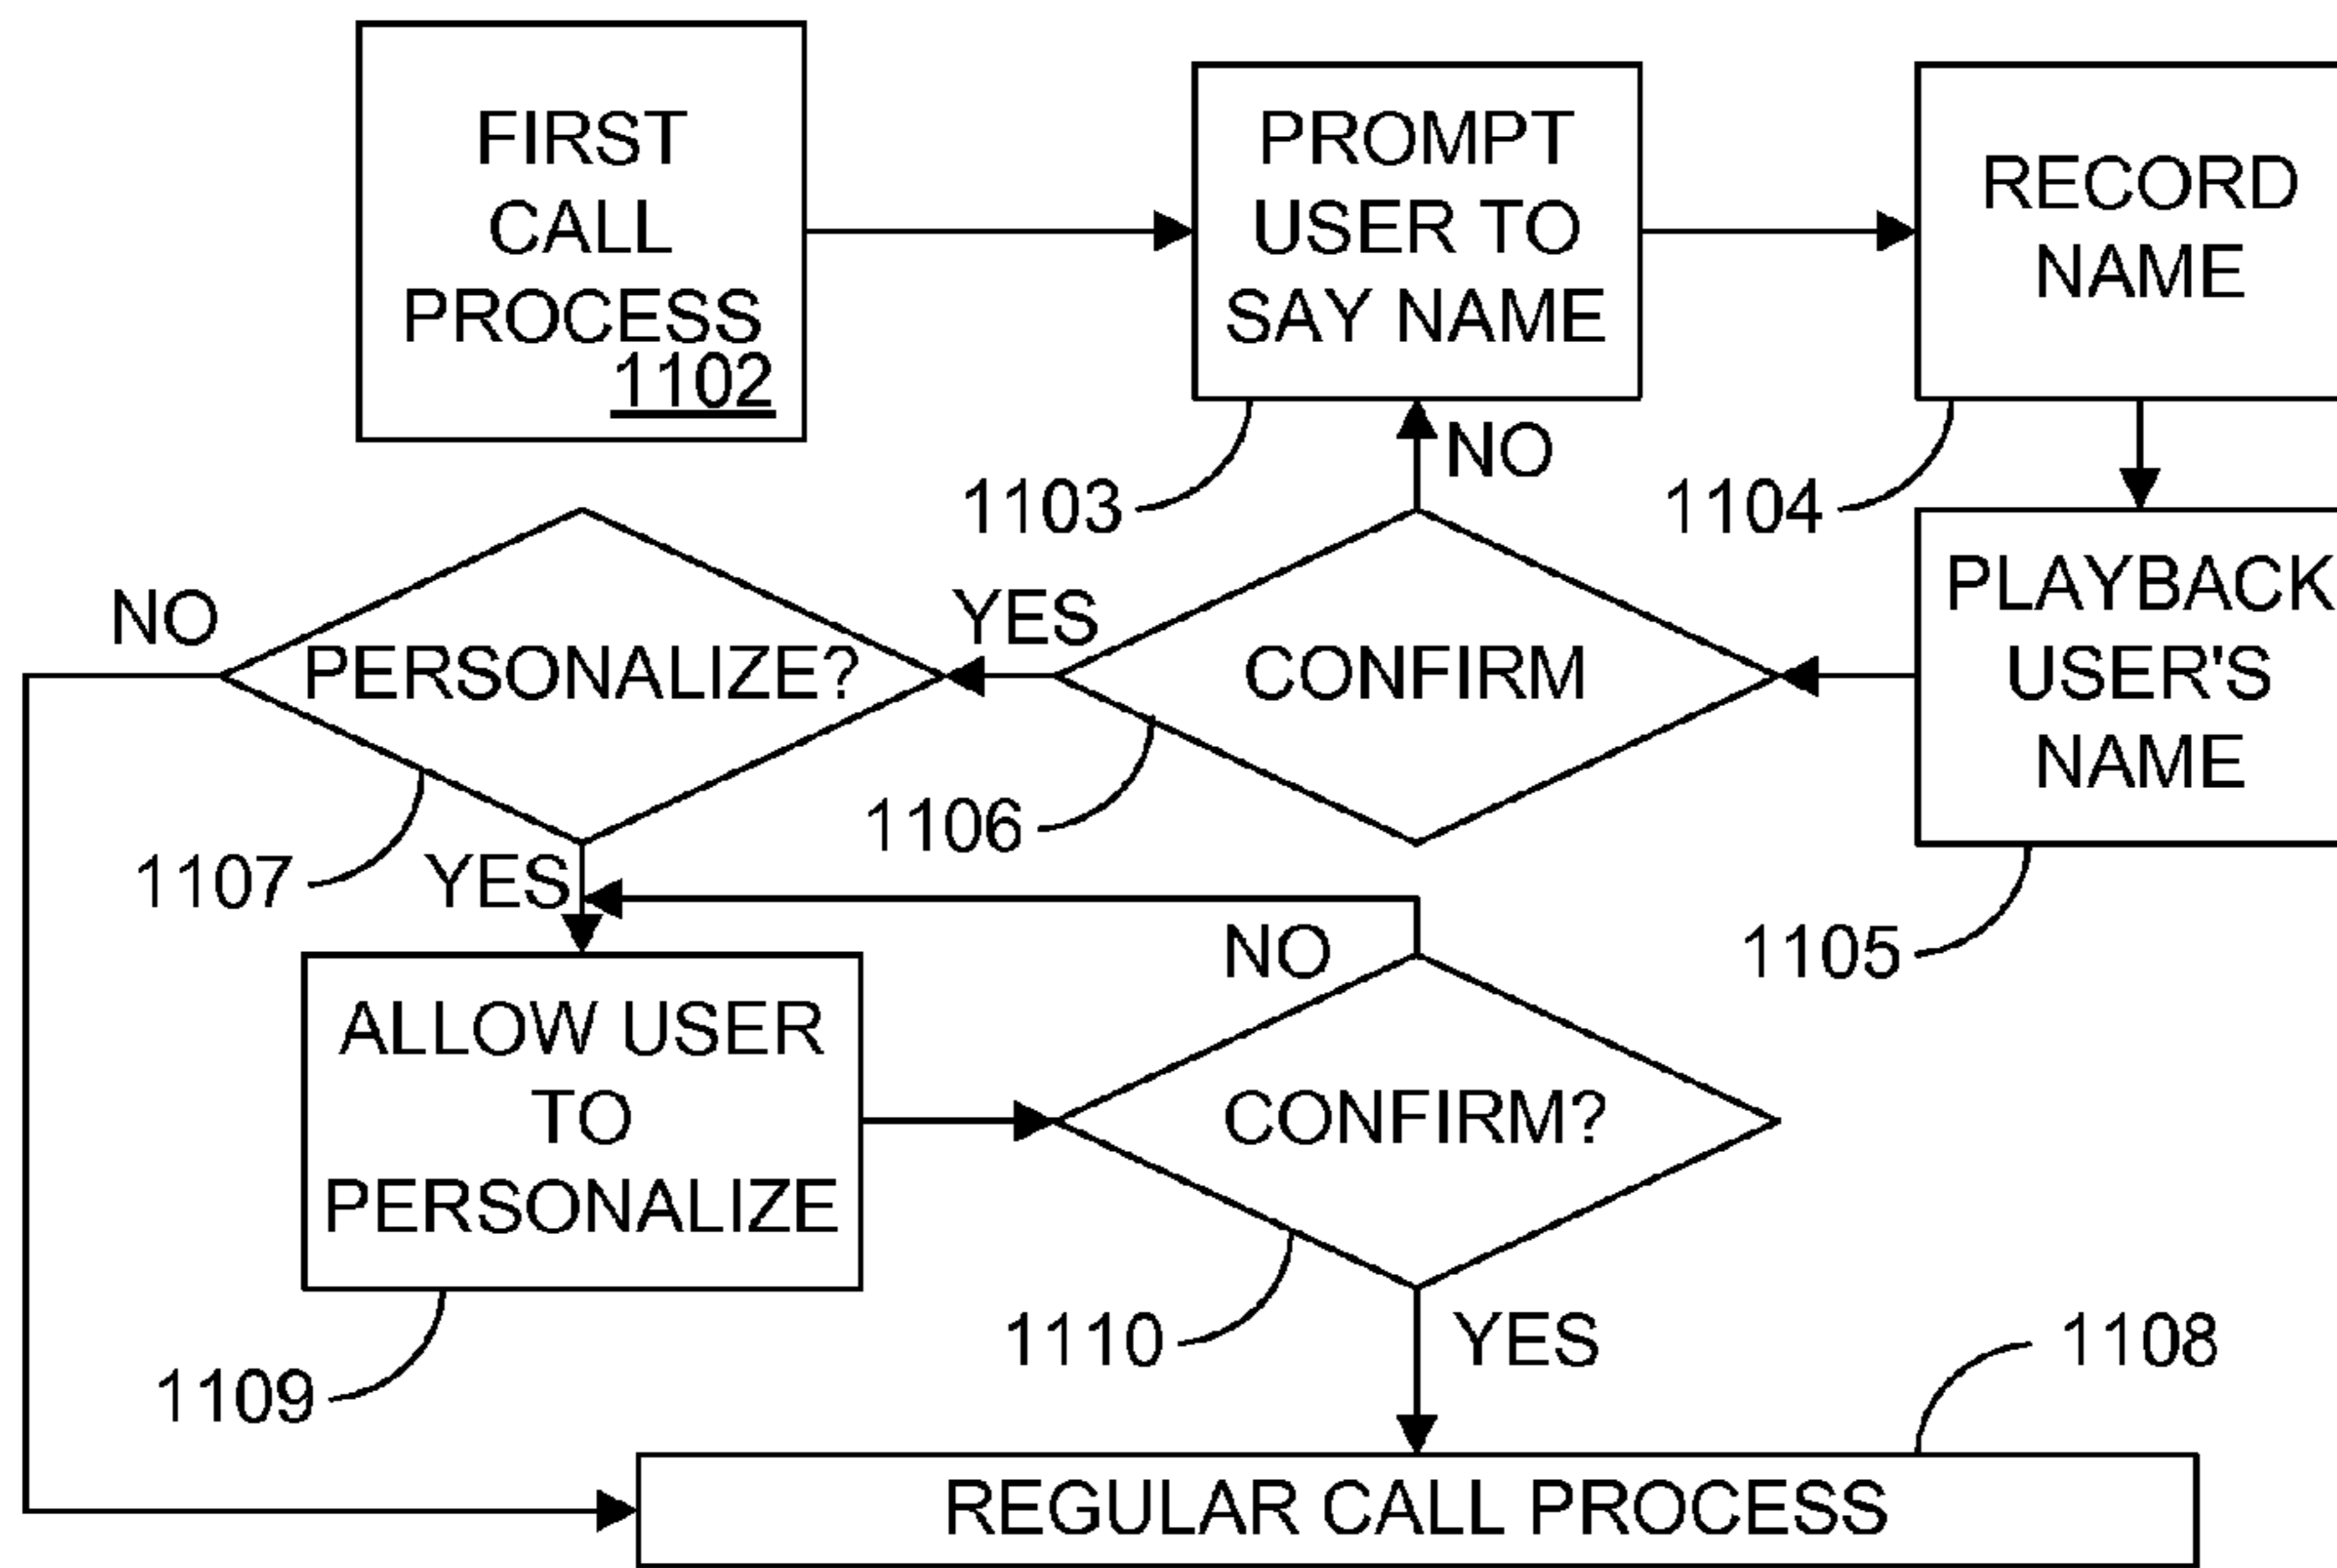 FIRST
CALL
PROCESS
1102
PROMPT
USER TO
SAY NAME
RECORD
NAME
1103
NO
1104
NO
PERSONALIZE?
YES
CONFIRM
PLAYBACK
USER'S
NAME
1107
YES
1106
1105
ALLOW USER
TO
PERSONALIZE
NO
CONFIRM?
1109
1110
YES
1108
REGULAR CALL PROCESS